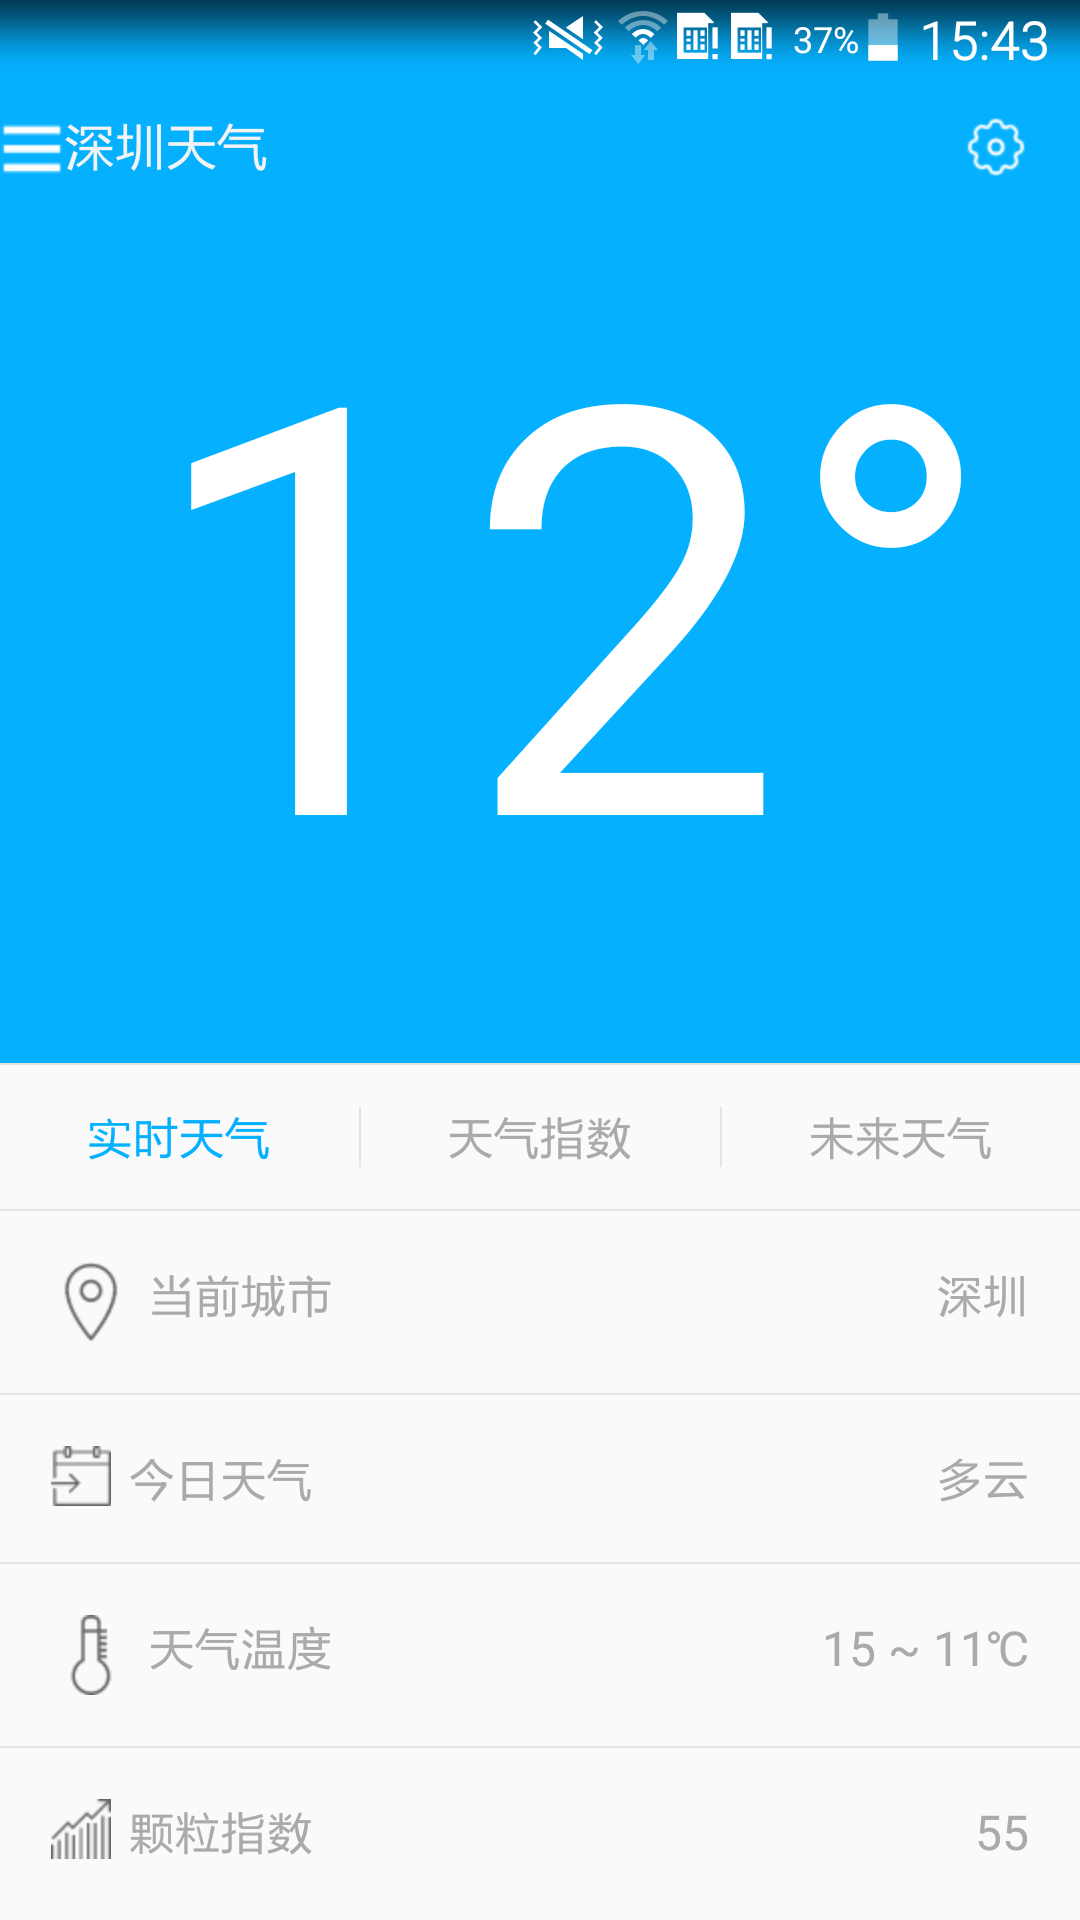 37% 15:43
深圳天气
12°
实时天气 天气指数 未来天气
当前城市 深圳
今日天气 多云
天气温度 15 ~ 11℃
颗粒指数 55